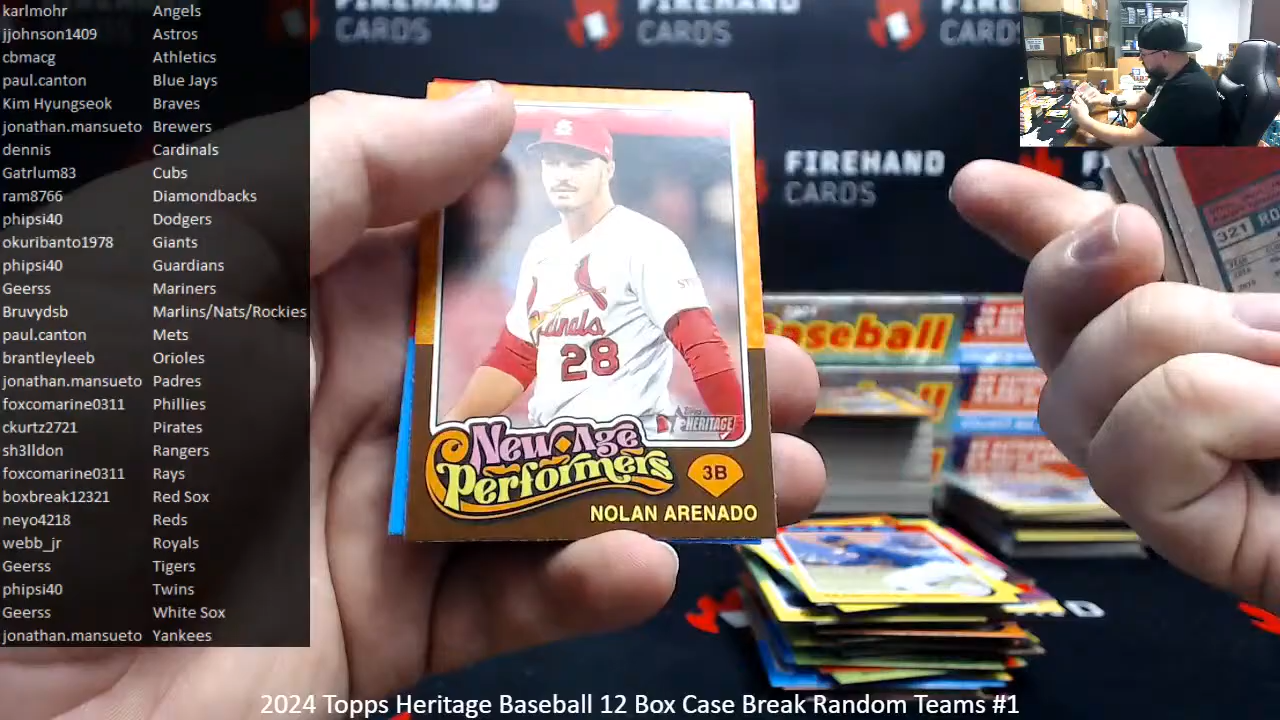 karlmohr Angels
jjohnson1409 Astros
cbmacg Athletics
paul.canton Blue Jays
Kim Hyungseok Braves
jonathan.mansueto Brewers
dennis Cardinals
Gatrlum83 Cubs
ram8766 Diamondbacks
phipsi40 Dodgers
okuribanto1978 Giants
phipsi40 Guardians
Geerss Mariners
Bruvydsb Marlins/Nats/Rockies
paul.canton Mets
brantleyleeb Orioles
jonathan.mansueto Padres
foxcomarine0311 Phillies
ckurtz2721 Pirates
sh3lldon Rangers
foxcomarine0311 Rays
boxbreak12321 Red Sox
neyo4218 Reds
webb_jr Royals
Geerss Tigers
phipsi40 Twins
Geerss White Sox
jonathan.mansueto Yankees
FIREHAND
CARDS
FIREHAND
CARDS
FIRE
CARDS
FIREHAND
CARDS
Cardinals
28
Topps
HERITAGE
New Age
Performers
3B
NOLAN ARENADO
321
Baseball
2024 Topps Heritage Baseball 12 Box Case Break Random Teams #1